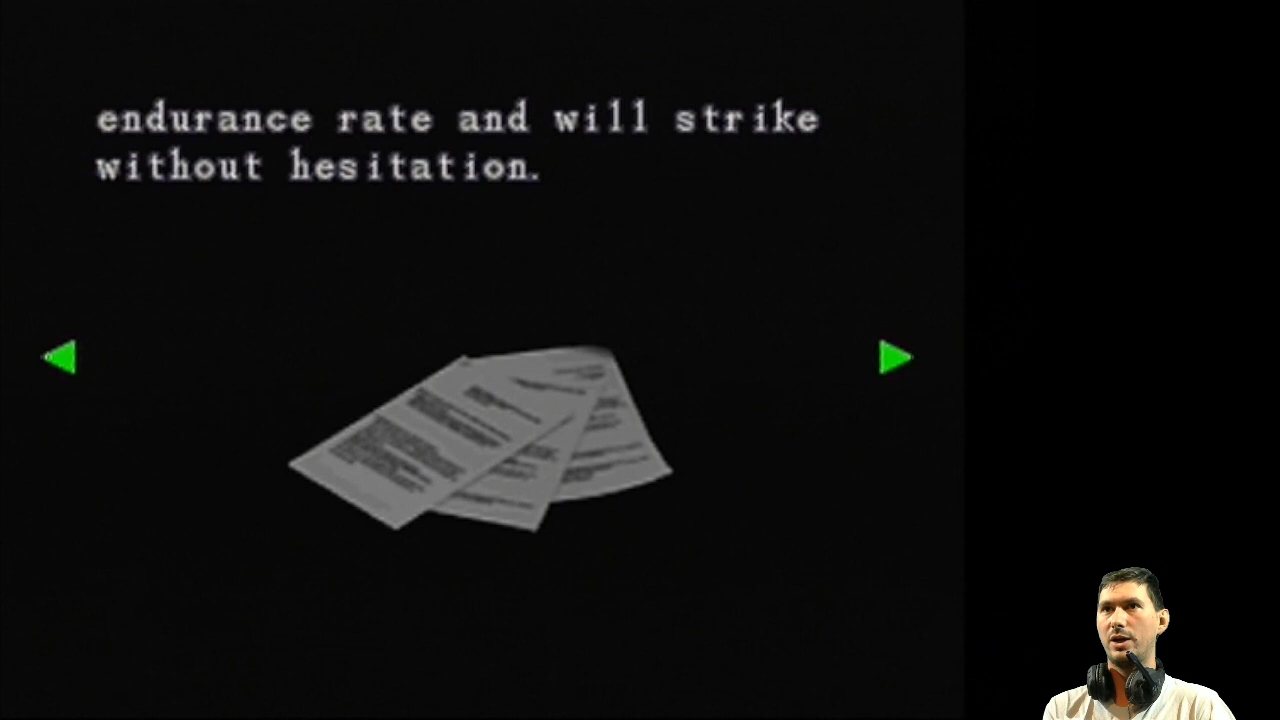 endurance rate and will strike
without hesitation.